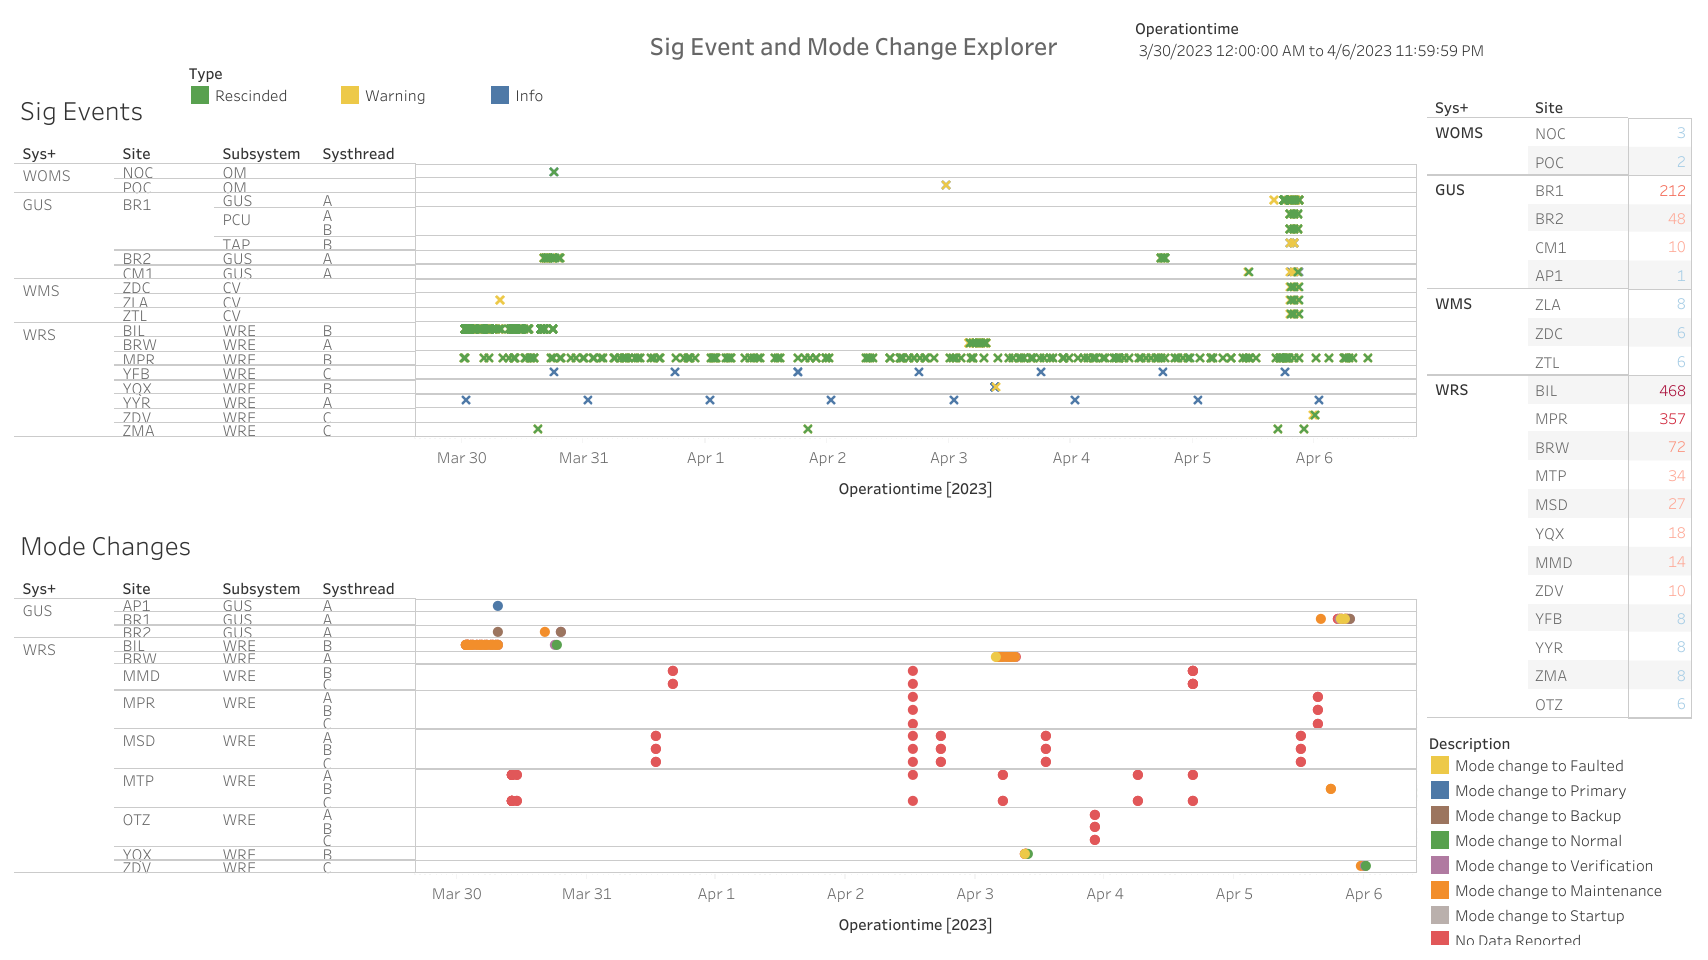 Sig Event and Mode Change Explorer
Operationtime
3/30/2023 12:00:00 AM to 4/6/2023 11:59:59 PM
Type
Rescinded Warning Info
Sig Events
Sys+ Site Subsystem Systhread
WOMS NOC OM
POC OM
GUS BR1 GUS A
PCU A
B
TAP B
BR2 GUS A
CM1 GUS A
WMS ZDC CV
ZLA CV
ZTL CV
WRS BIL WRE B
BRW WRE A
MPR WRE B
YFB WRE C
YQX WRE B
YYR WRE A
ZDV WRE C
ZMA WRE C
Mar 30 Mar 31 Apr 1 Apr 2 Apr 3 Apr 4 Apr 5 Apr 6
Operationtime [2023]
Mode Changes
Sys+ Site Subsystem Systhread
GUS AP1 GUS A
BR1 GUS A
BR2 GUS A
WRS BIL WRE B
BRW WRE A
MMD WRE B
C
MPR WRE A
B
C
MSD WRE A
B
C
MTP WRE A
B
C
OTZ WRE A
B
C
YQX WRE B
ZDV WRE C
Mar 30 Mar 31 Apr 1 Apr 2 Apr 3 Apr 4 Apr 5 Apr 6
Operationtime [2023]
Sys+ Site
WOMS NOC 3
POC 2
GUS BR1 212
BR2 48
CM1 10
AP1 1
WMS ZLA 8
ZDC 6
ZTL 6
WRS BIL 468
MPR 357
BRW 72
MTP 34
MSD 27
YQX 18
MMD 14
ZDV 10
YFB 8
YYR 8
ZMA 8
OTZ 6
Description
Mode change to Faulted
Mode change to Primary
Mode change to Backup
Mode change to Normal
Mode change to Verification
Mode change to Maintenance
Mode change to Startup
No Data Reported